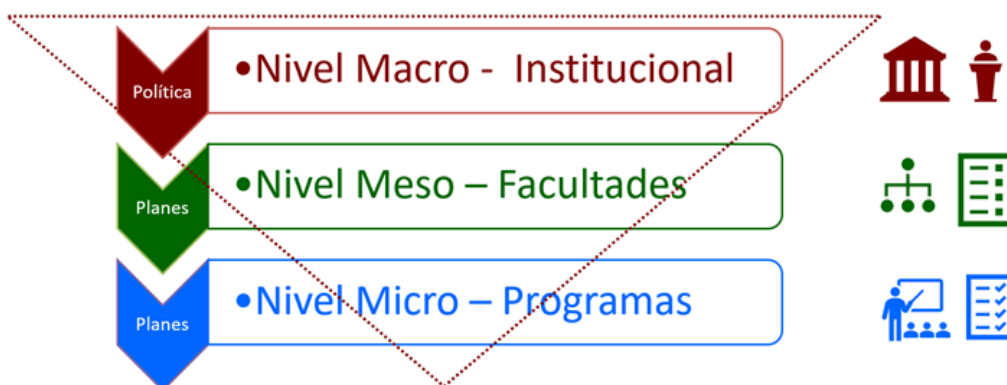 Política
•Nivel Macro - Institucional
Planes
•Nivel Meso – Facultades
Planes
•Nivel Micro – Programas